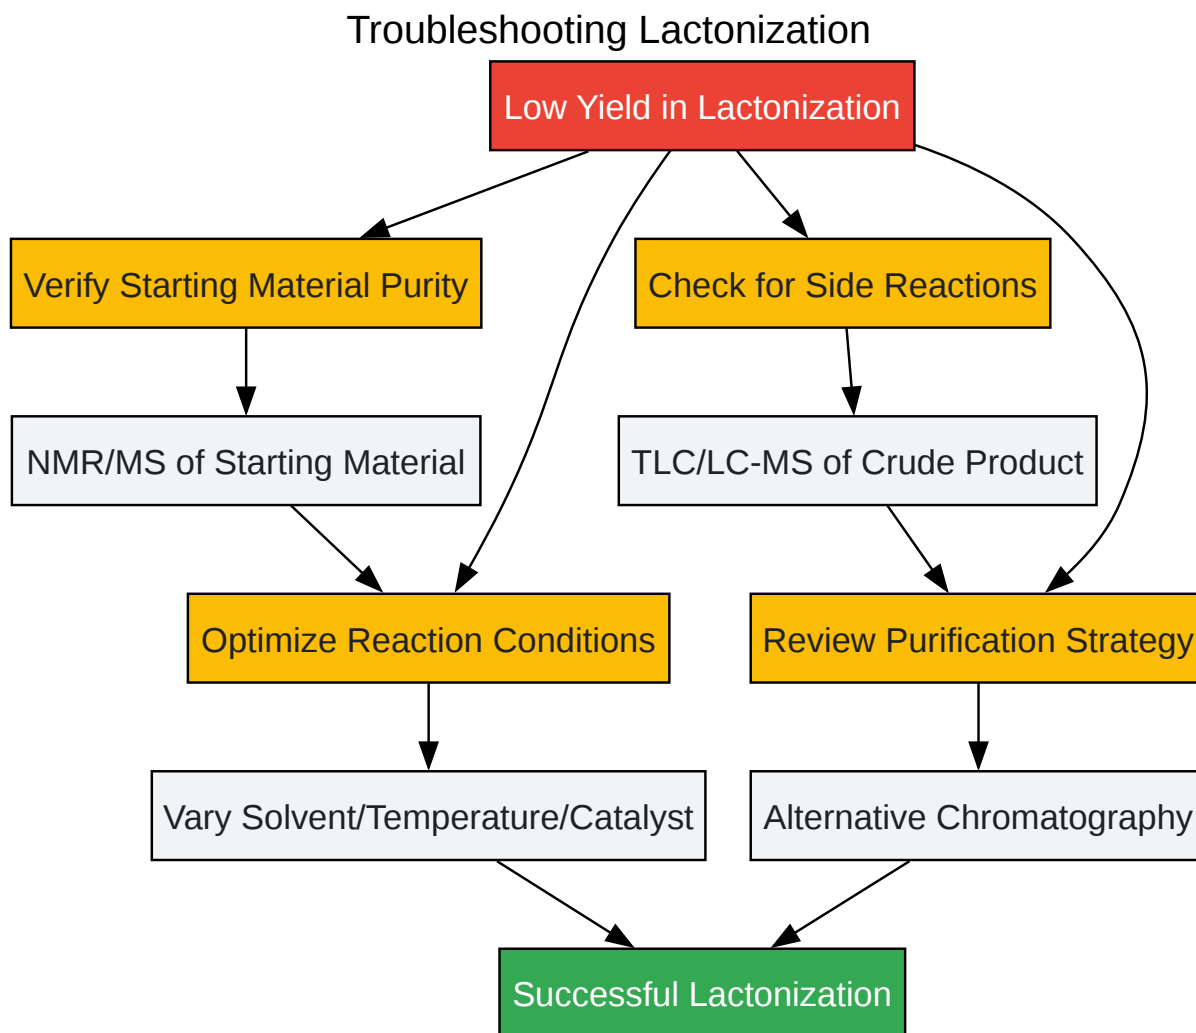 Troubleshooting Lactonization
Low Yield in Lactonization
Verify Starting Material Purity
Check for Side Reactions
NMR/MS of Starting Material
TLC/LC-MS of Crude Product
Optimize Reaction Conditions
Review Purification Strategy
Vary Solvent/Temperature/Catalyst
Alternative Chromatography
Successful Lactonization